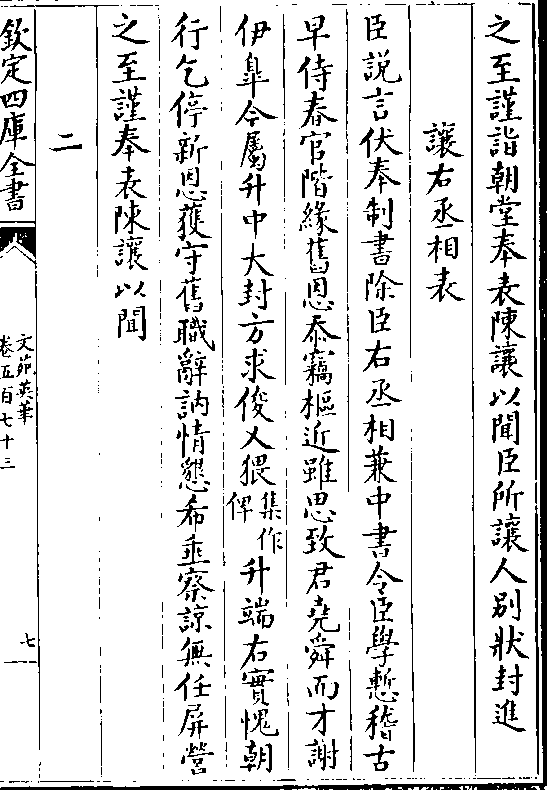 之至謹詣朝堂奉表陳讓以聞臣所讓人别狀封進
讓右丞相表
臣説言伏奉制書除臣右丞相兼中書令臣學慙稽古
早侍春官階緣舊恩忝竊樞近雖思致君堯舜而才謝
伊臯今屬升中大封方求俊乂猥集作俾升端右實愧朝
行乞停新恩獲守舊職辭訥情懇希垂察諒無任屏營
之至謹奉表陳讓以聞
二
欽定四庫全書
文苑英華
卷五百七十三
七